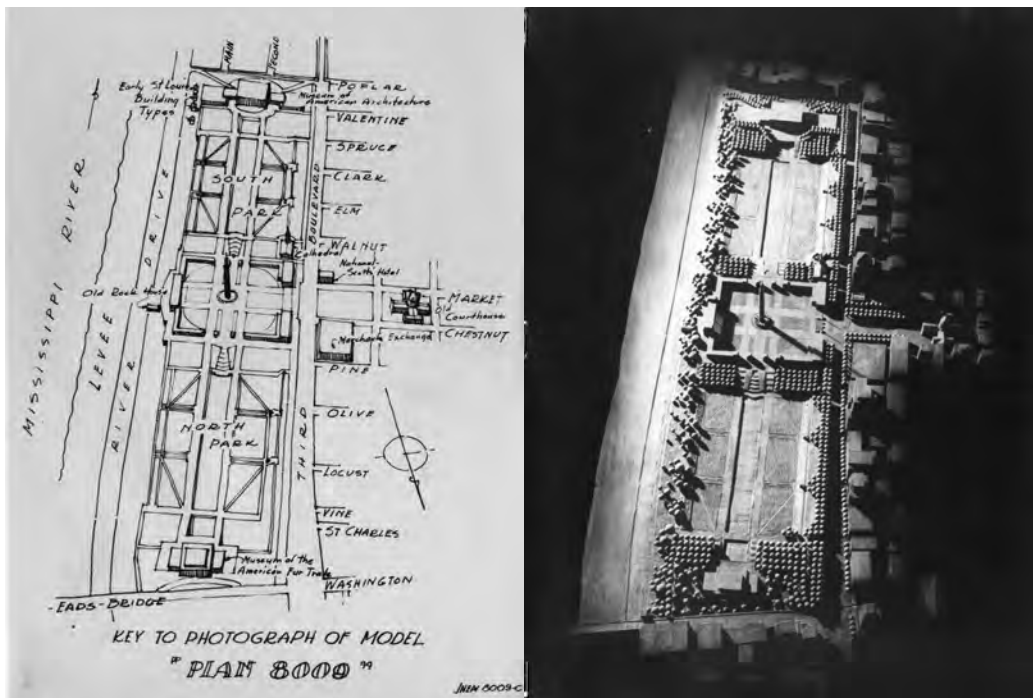 MAIN
SECOND
Early St Louis
Building
Types
Museum of
American Architecture
POPLAR
VALENTINE
SPRUCE
CLARK
ELM
WALNUT
SOUTH
PARK
BOULEVARD
Cathedral
National-
Scott Hotel
Old Rock House
MARKET
Old
Courthouse
CHESTNUT
Merchants Exchange
PINE
OLIVE
NORTH
PARK
THIRD
LOCUST
VINE
ST CHARLES
Museum of the
American Fur Trade
WASHINGTON
MISSISSIPPI RIVER
LEVEE
RIVER DRIVE
-EADS-BRIDGE
KEY TO PHOTOGRAPH OF MODEL
"PLAN 8009"
JNEM 8009-C